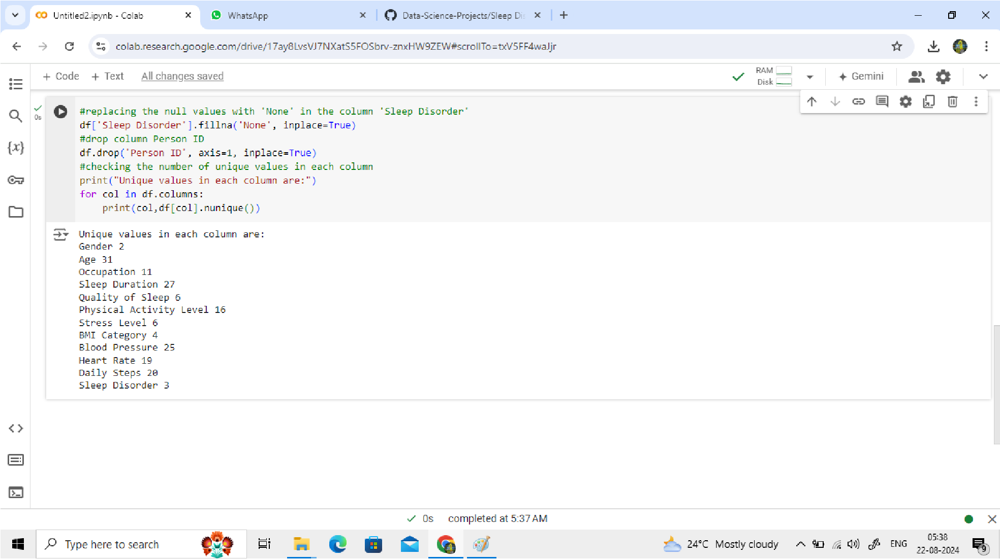 Untitled2.ipynb - Colab
WhatsApp
Data-Science-Projects/Sleep Dis
colab.research.google.com/drive/17ay8LvsVJ7NXatS5FOSbrv-znxHW9ZEW#scrollTo=txV5FF4waJjr
+ Code + Text All changes saved
RAM
Disk
Gemini
{x}
0s
#replacing the null values with 'None' in the column 'Sleep Disorder'
df['Sleep Disorder'].fillna('None', inplace=True)
#drop column Person ID
df.drop('Person ID', axis=1, inplace=True)
#checking the number of unique values in each column
print("Unique values in each column are:")
for col in df.columns:
    print(col,df[col].nunique())
Unique values in each column are:
Gender 2
Age 31
Occupation 11
Sleep Duration 27
Quality of Sleep 6
Physical Activity Level 16
Stress Level 6
BMI Category 4
Blood Pressure 25
Heart Rate 19
Daily Steps 20
Sleep Disorder 3
0s completed at 5:37 AM
Type here to search
24°C Mostly cloudy
ENG
05:38
22-08-2024
9